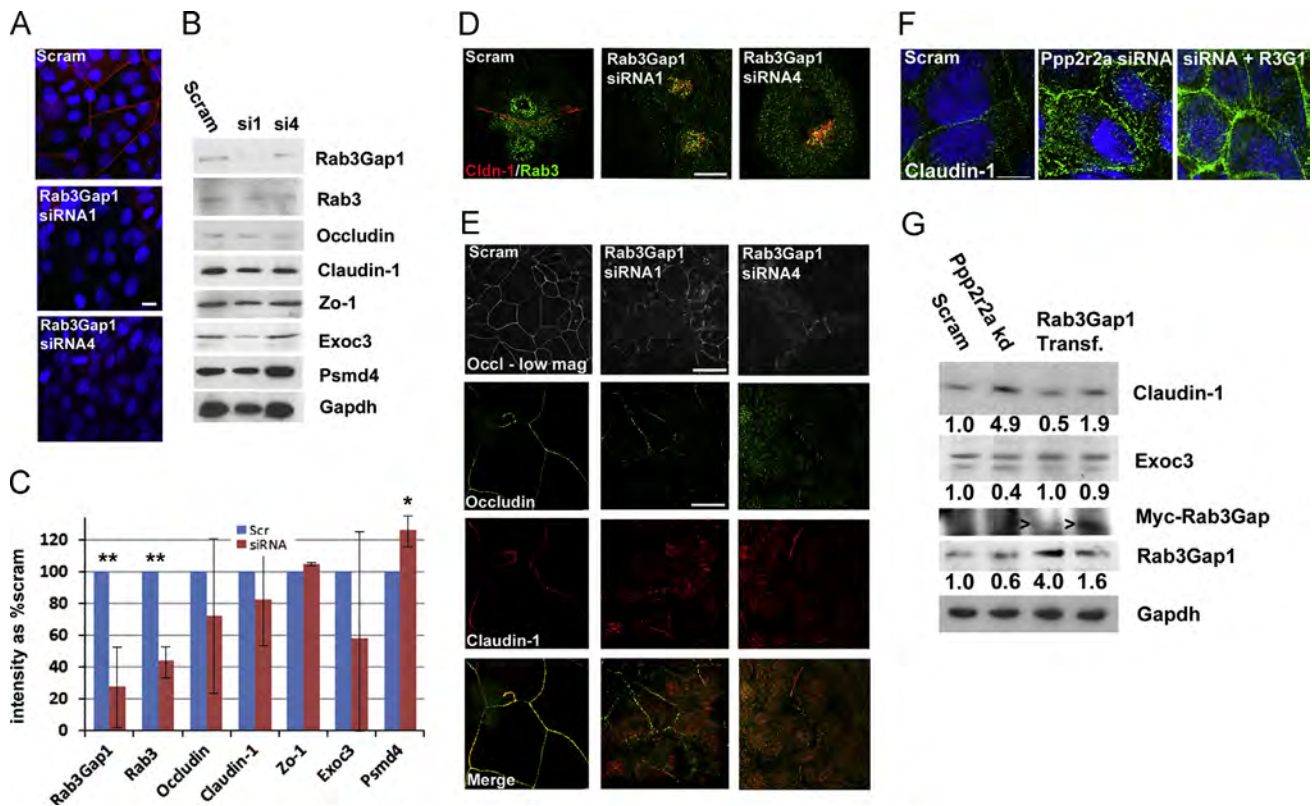 A
Scram
Rab3Gap1
siRNA1
Rab3Gap1
siRNA4
B
Scram si1 si4
Rab3Gap1
Rab3
Occludin
Claudin-1
Zo-1
Exoc3
Psmd4
Gapdh
C
intensity as %scram
Scr
siRNA
**
**
*
120
100
80
60
40
20
0
Rab3Gap1
Rab3
Occludin
Claudin-1
Zo-1
Exoc3
Psmd4
D
Scram
Cldn-1/Rab3
Rab3Gap1
siRNA1
Rab3Gap1
siRNA4
E
Scram
Occl - low mag
Rab3Gap1
siRNA1
Rab3Gap1
siRNA4
Occludin
Claudin-1
Merge
F
Scram
Claudin-1
Ppp2r2a siRNA
siRNA + R3G1
G
Scram
Ppp2r2a kd
Rab3Gap1
Transf.
Claudin-1
1.0 4.9 0.5 1.9
Exoc3
1.0 0.4 1.0 0.9
> >
Myc-Rab3Gap
Rab3Gap1
1.0 0.6 4.0 1.6
Gapdh